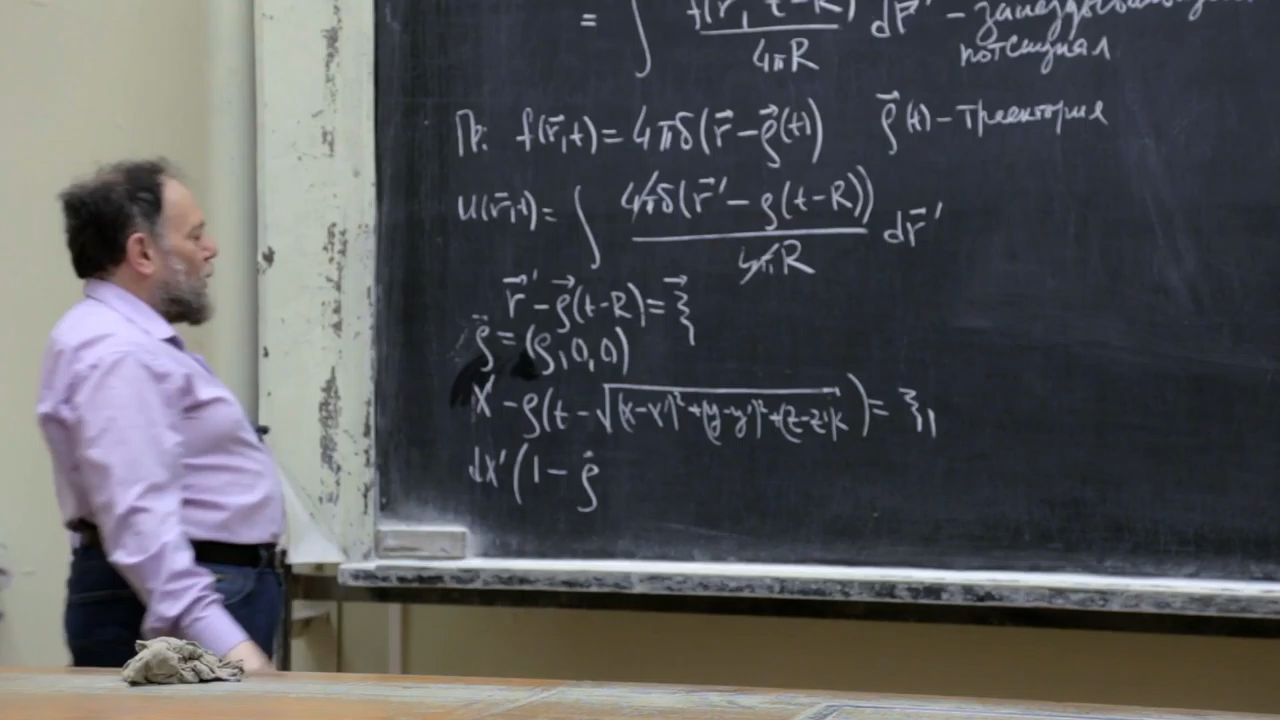 = ∫ f(r⃗', t-R) / 4πR dr⃗' - запаздывающий
потенциал
Пр. f(r⃗,t) = 4πδ(r⃗ - ρ⃗(t)) ρ⃗(t) - траектория
u(r⃗,t) = ∫ 4πδ(r⃗' - ρ(t-R)) / 4πR dr⃗'
r⃗' - ρ⃗(t-R) = ξ⃗
ρ⃗ = (ρ,0,0)
x' - ρ(t - √(x-x')²+(y-y')²+(z-z')² ) = ξ₁
dx'(1 - ρ̇